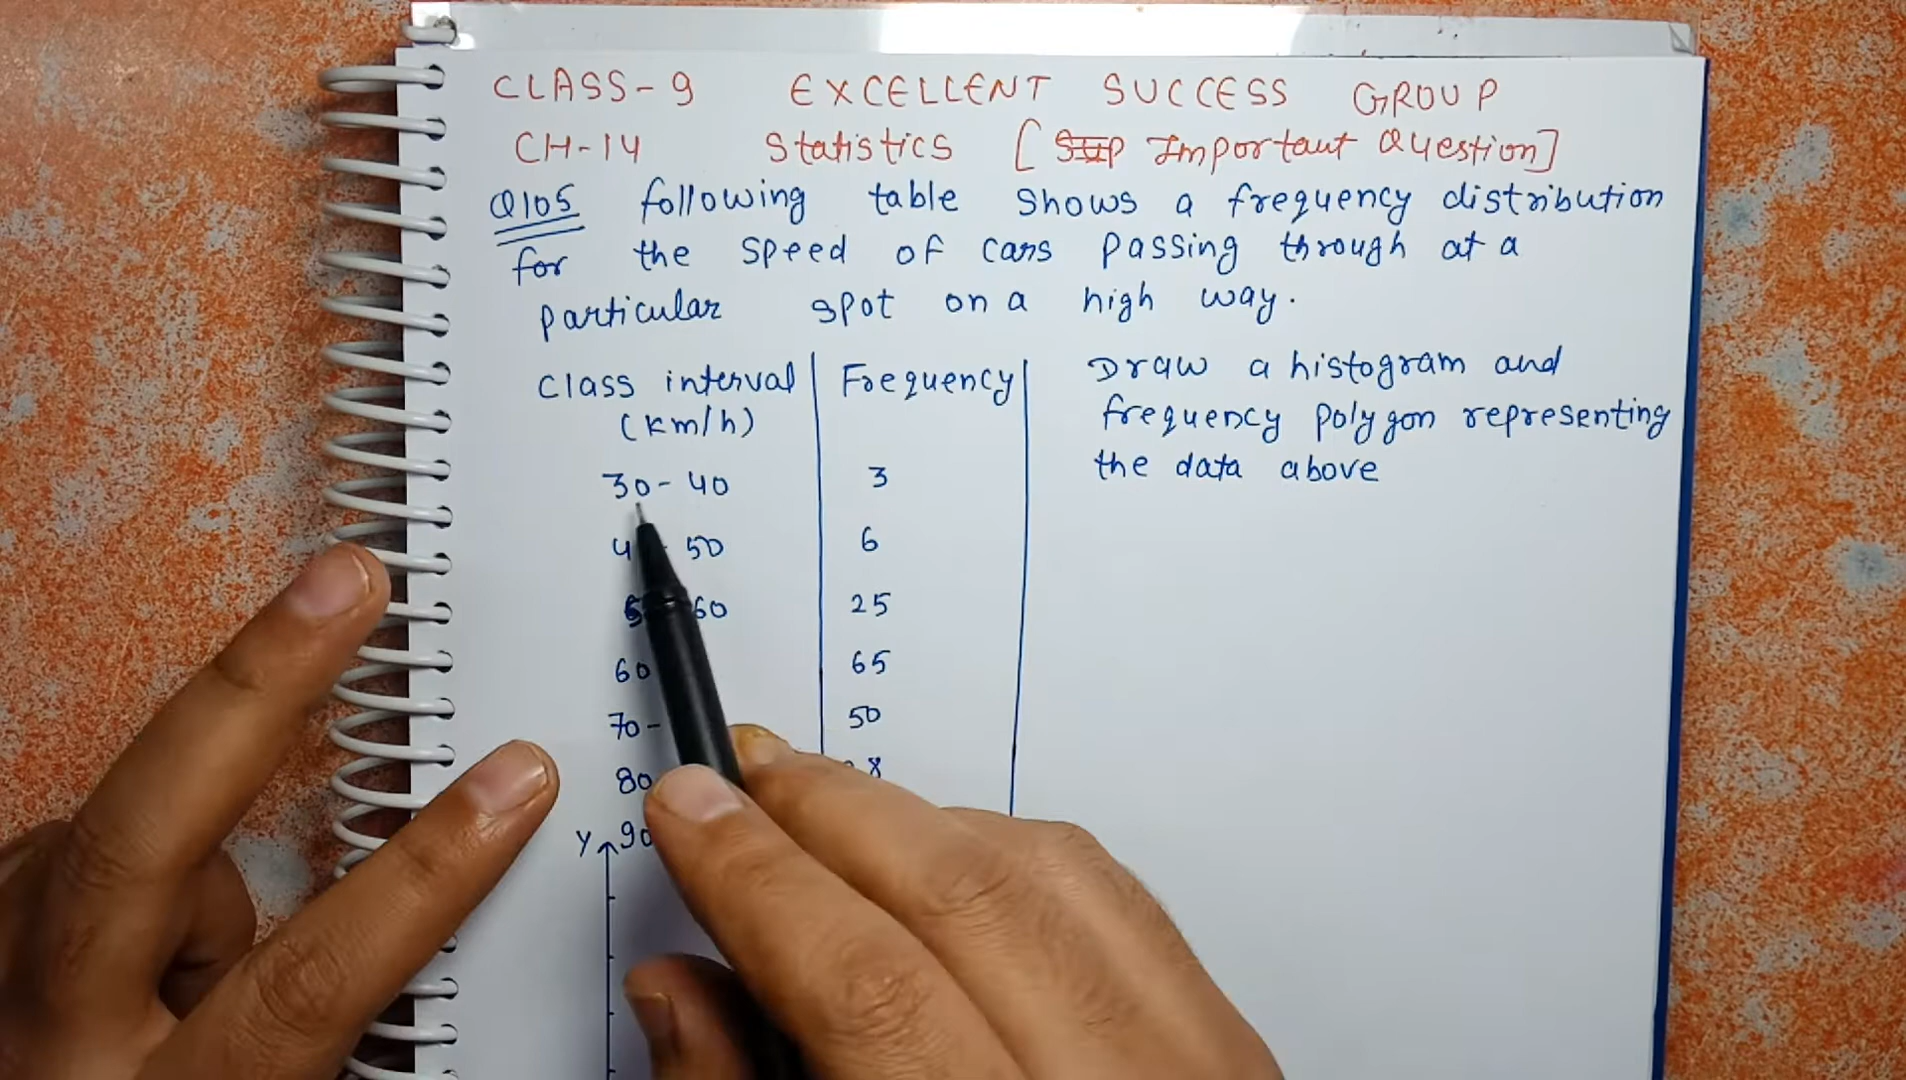 CLASS-9 EXCELLENT SUCCESS GROUP
CH-14 Statistics [ Important Question]
Q105 following table shows a frequency distribution
for the speed of cars passing through at a
particular spot on a high way.
Class interval Frequency
(km/h)
30-40 3
50 6
60 25
60 65
70- 50
80 8
Y 90
Draw a histogram and
frequency polygon representing
the data above